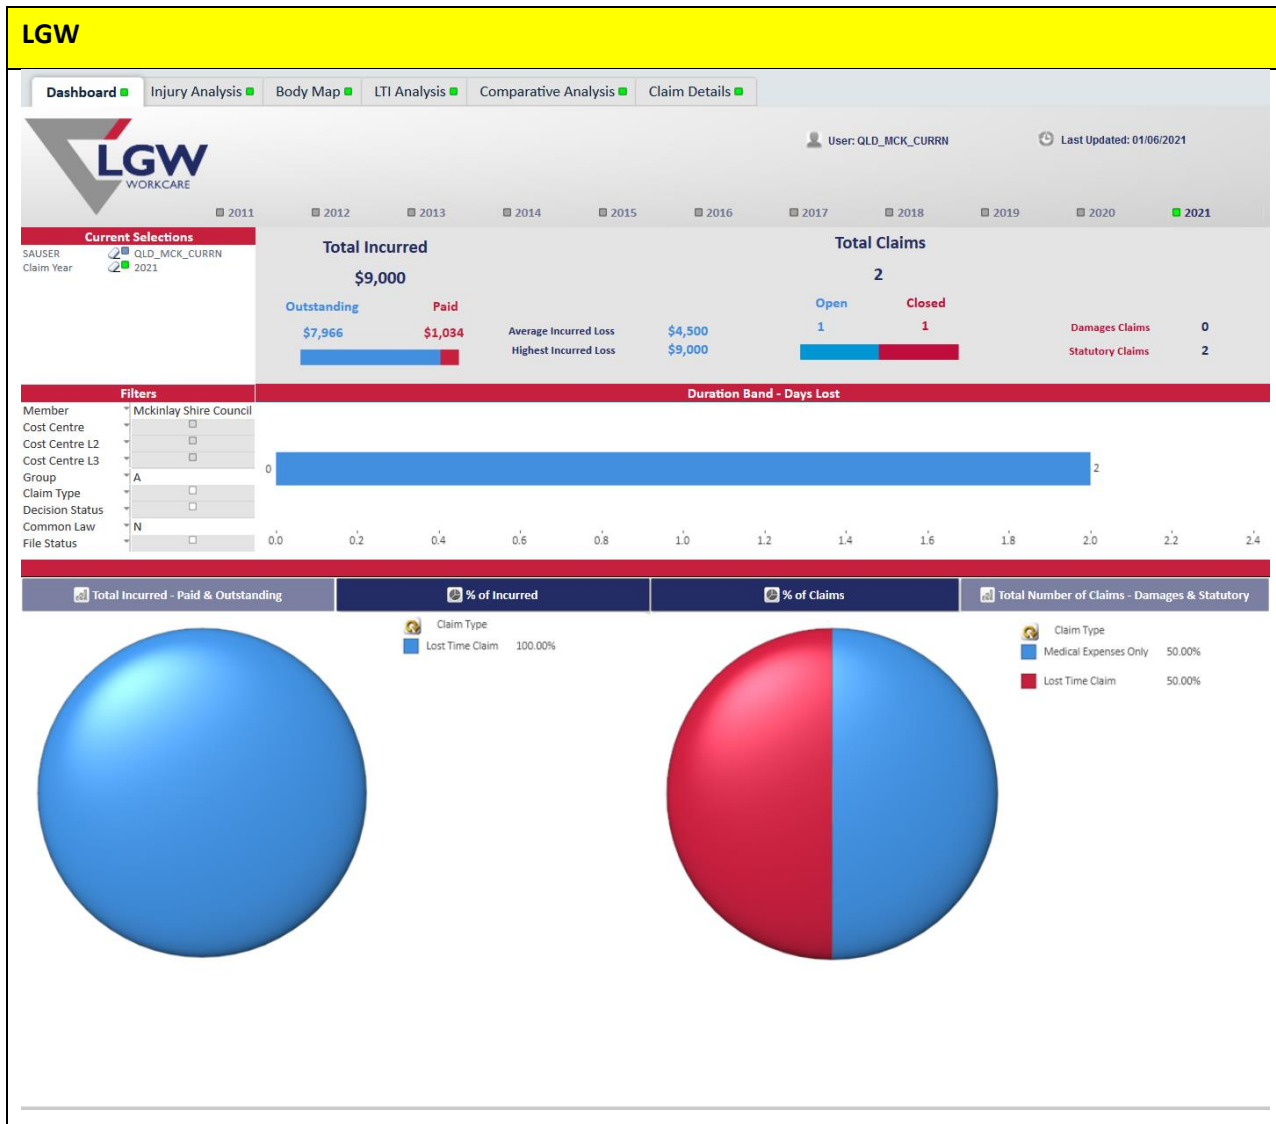 LGW
Dashboard Injury Analysis Body Map LTI Analysis Comparative Analysis Claim Details
LGW
WORKCARE
User: QLD_MCK_CURRN Last Updated: 01/06/2021
2011 2012 2013 2014 2015 2016 2017 2018 2019 2020 2021
Current Selections
SAUSER QLD_MCK_CURRN
Claim Year 2021
Total Incurred
$9,000
Outstanding Paid
$7,966 $1,034
Average Incurred Loss $4,500
Highest Incurred Loss $9,000
Total Claims
2
Open Closed
1 1
Damages Claims 0
Statutory Claims 2
Filters
Member Mckinlay Shire Council
Cost Centre
Cost Centre L2
Cost Centre L3
Group A
Claim Type
Decision Status
Common Law N
File Status
Duration Band - Days Lost
0 2
0.0 0.2 0.4 0.6 0.8 1.0 1.2 1.4 1.6 1.8 2.0 2.2 2.4
Total Incurred - Paid & Outstanding % of Incurred % of Claims Total Number of Claims - Damages & Statutory
Claim Type
Lost Time Claim 100.00%
Claim Type
Medical Expenses Only 50.00%
Lost Time Claim 50.00%